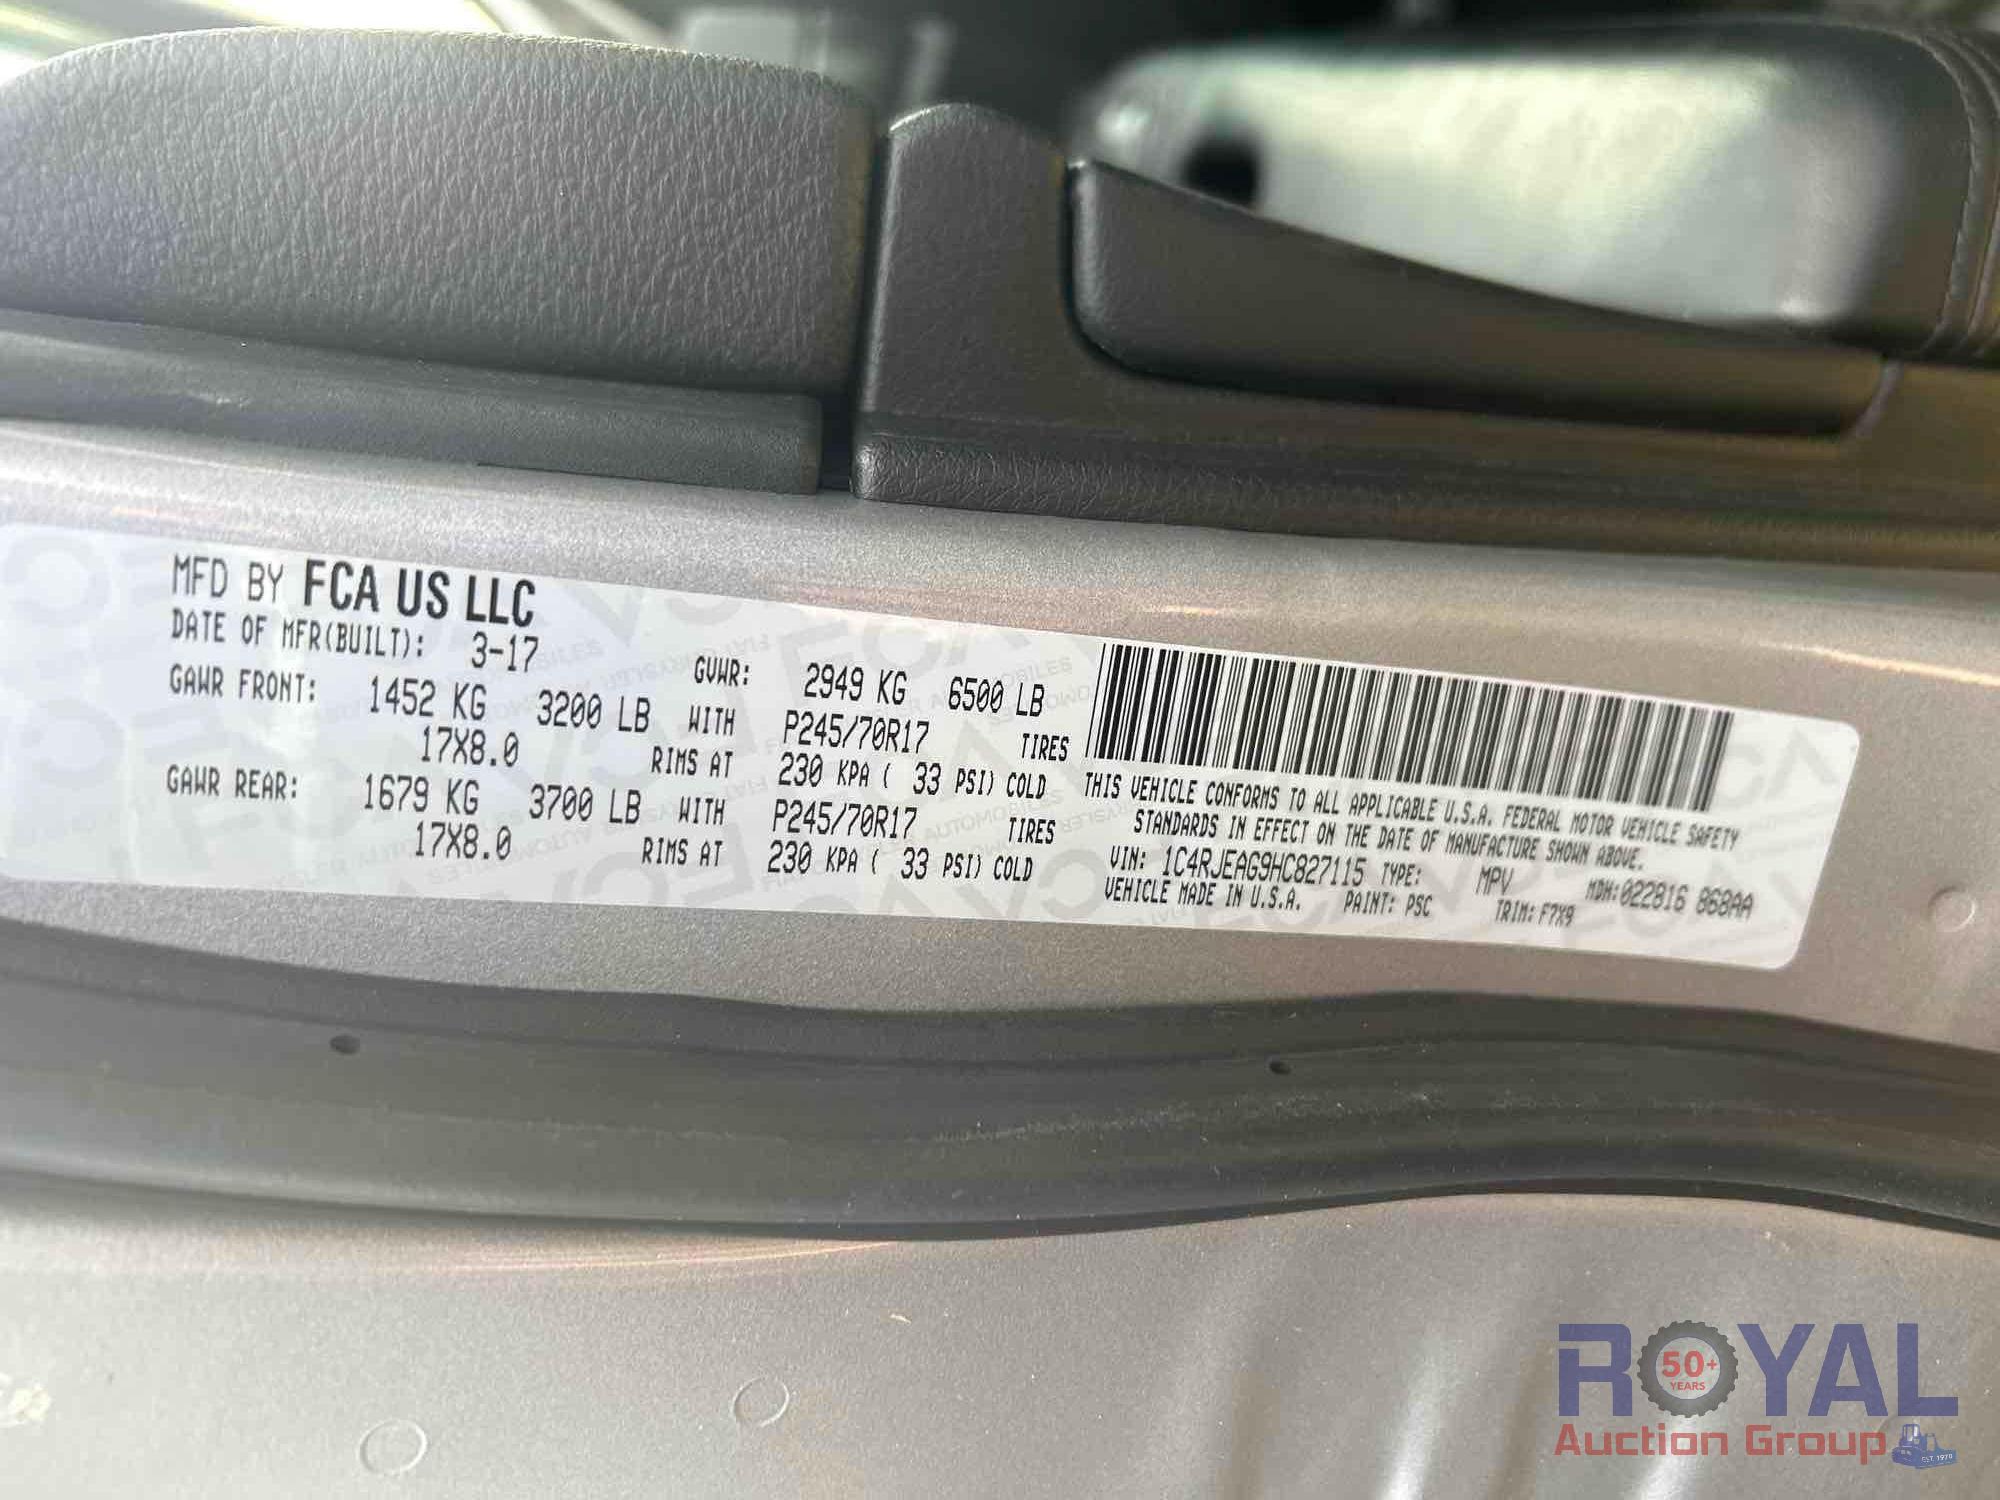 MFD BY FCA US LLC
DATE OF MFR(BUILT): 3-17 GVWR: 2949 KG 6500 LB
GAWR FRONT: 1452 KG 3200 LB WITH P245/70R17 TIRES
17X8.0 RIMS AT 230 KPA ( 33 PSI) COLD
GAWR REAR: 1679 KG 3700 LB WITH P245/70R17 TIRES
17X8.0 RIMS AT 230 KPA ( 33 PSI) COLD
THIS VEHICLE CONFORMS TO ALL APPLICABLE U.S.A. FEDERAL MOTOR VEHICLE SAFETY
STANDARDS IN EFFECT ON THE DATE OF MANUFACTURE SHOWN ABOVE.
VIN: 1C4RJEAG9HC827115 TYPE: MPV MDH:022816 868AA
VEHICLE MADE IN U.S.A. PAINT: PSC TRIM: F7X9
ROYAL
50+
YEARS
Auction Group
EST. 1970